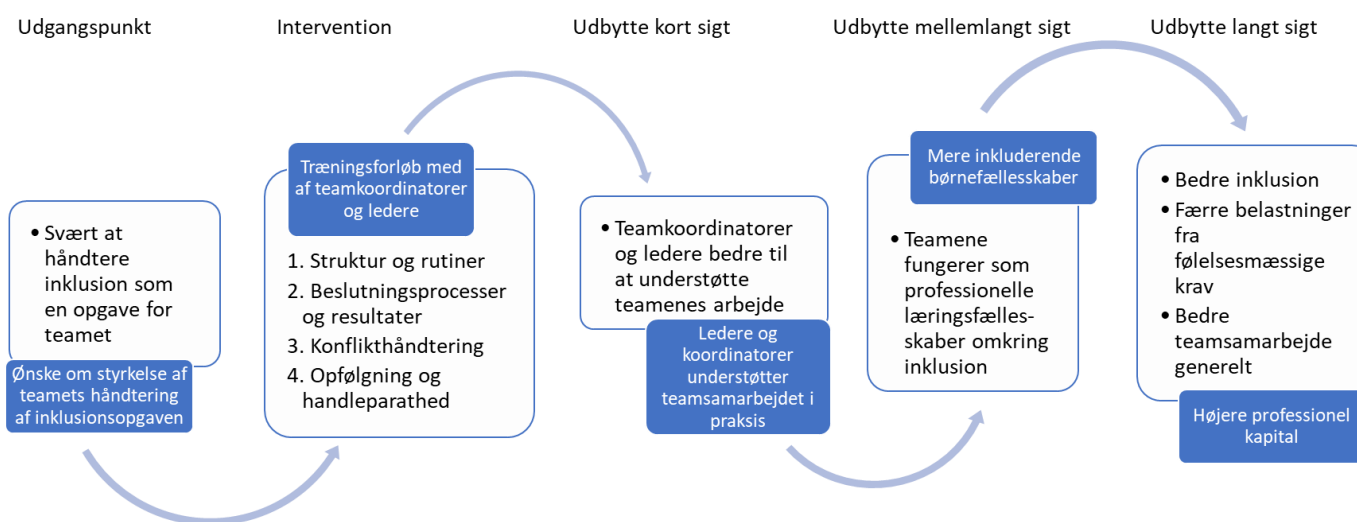 Udgangspunkt
Intervention
Udbytte kort sigt
Udbytte mellemlangt sigt
Udbytte langt sigt
• Svært at
håndtere
inklusion som
en opgave for
teamet
Ønske om styrkelse af
teamets håndtering
af inklusionsopgaven
Træningsforløb med
af teamkoordinatorer
og ledere
1. Struktur og rutiner
2. Beslutningsprocesser
og resultater
3. Konflikthåndtering
4. Opfølgning og
handleparathed
• Teamkoordinatorer
og ledere bedre til
at understøtte
teamenes arbejde
Ledere og
koordinatorer
understøtter
teamsamarbejdet i
praksis
Mere inkluderende
børnefællesskaber
• Teamene
fungerer som
professionelle
læringsfælles-
skaber omkring
inklusion
• Bedre inklusion
• Færre belastninger
fra
følelsesmæssige
krav
• Bedre
teamsamarbejde
generelt
Højere professionel
kapital